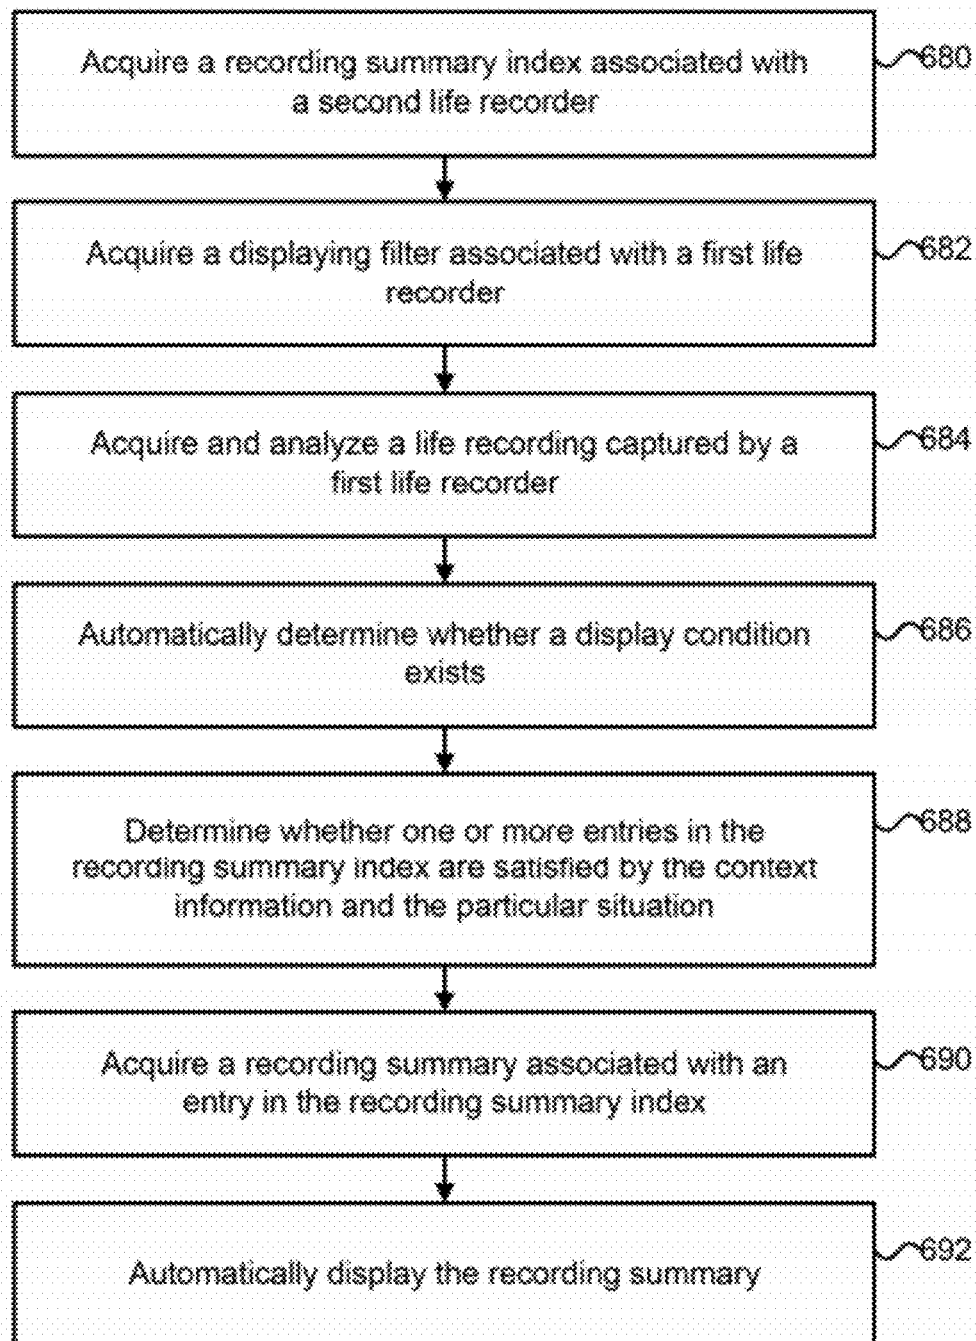 Acquire a recording summary index associated with
a second life recorder
680
Acquire a displaying filter associated with a first life
recorder
682
Acquire and analyze a life recording captured by a
first life recorder
684
Automatically determine whether a display condition
exists
686
Determine whether one or more entries in the
recording summary index are satisfied by the context
information and the particular situation
688
Acquire a recording summary associated with an
entry in the recording summary index
690
Automatically display the recording summary
692